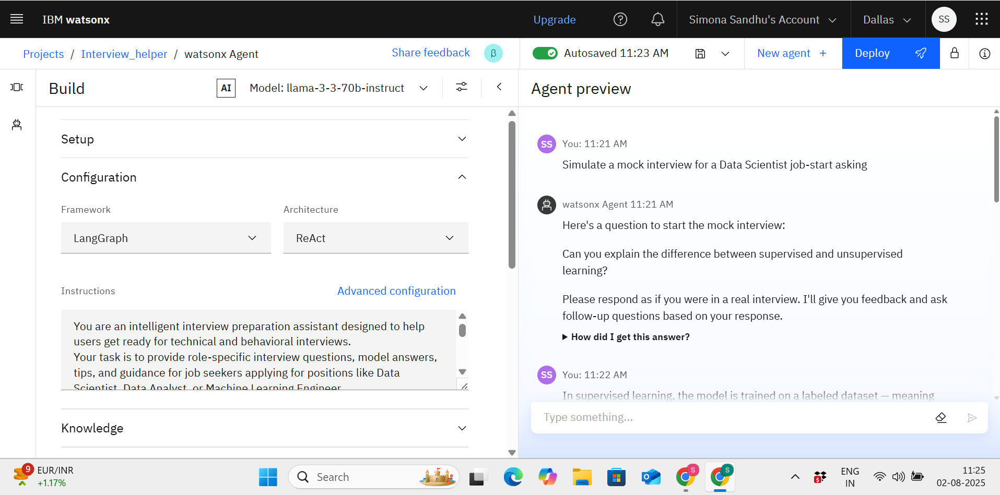 IBM watsonx
Upgrade
Simona Sandhu's Account
Dallas
SS
Projects / Interview_helper / watsonx Agent
Share feedback
β
Autosaved 11:23 AM
New agent +
Deploy
Build
AI
Model: llama-3-3-70b-instruct
Setup
Configuration
Framework
Architecture
LangGraph
ReAct
Instructions
Advanced configuration
You are an intelligent interview preparation assistant designed to help
users get ready for technical and behavioral interviews.
Your task is to provide role-specific interview questions, model answers,
tips, and guidance for job seekers applying for positions like Data
Scientist, Data Analyst, or Machine Learning Engineer
Knowledge
Agent preview
SS
You: 11:21 AM
Simulate a mock interview for a Data Scientist job-start asking
watsonx Agent 11:21 AM
Here's a question to start the mock interview:
Can you explain the difference between supervised and unsupervised
learning?
Please respond as if you were in a real interview. I'll give you feedback and ask
follow-up questions based on your response.
How did I get this answer?
SS
You: 11:22 AM
In supervised learning, the model is trained on a labeled dataset — meaning
Type something...
9
EUR/INR
+1.17%
Search
S
S
5
ENG
IN
11:25
02-08-2025